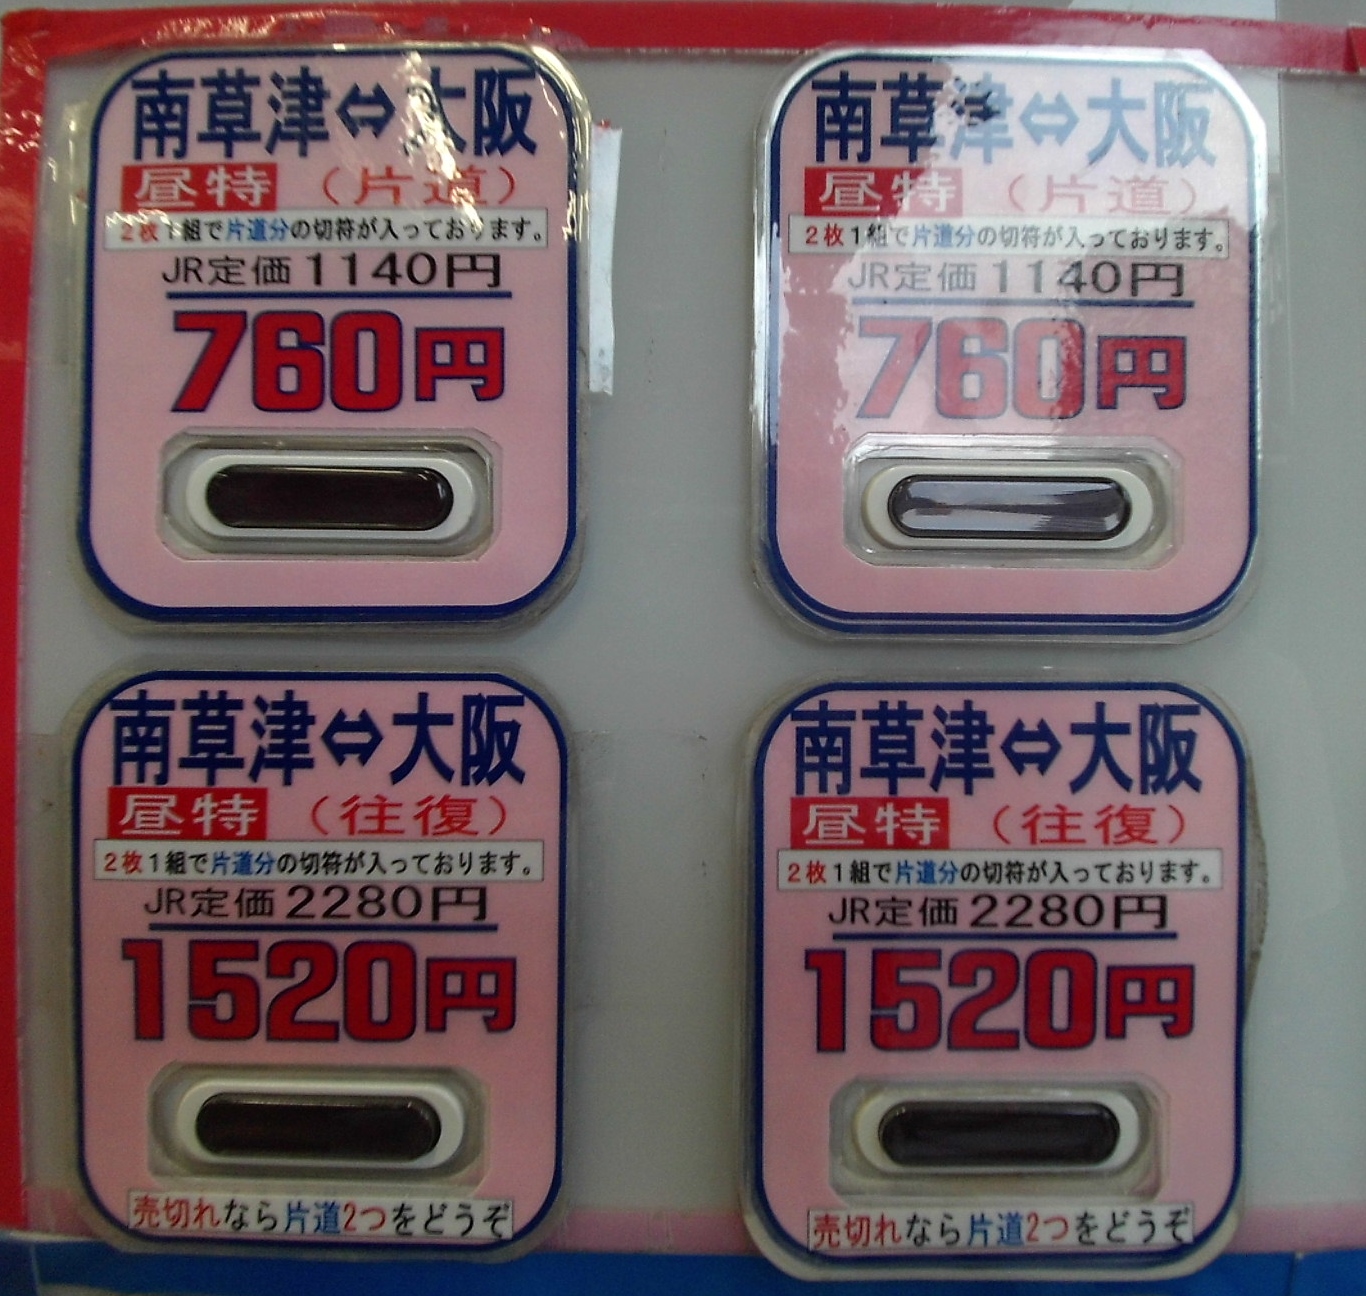 南草津⇔大阪
昼特（片道）
2枚1組で片道分の切符が入っております。
JR定価1140円
760円
南草津⇔大阪
昼特（片道）
2枚1組で片道分の切符が入っております。
JR定価1140円
760円
南草津⇔大阪
昼特（往復）
2枚1組で片道分の切符が入っております。
JR定価2280円
1520円
売切れなら片道2つをどうぞ
南草津⇔大阪
昼特（往復）
2枚1組で片道分の切符が入っております。
JR定価2280円
1520円
売切れなら片道2つをどうぞ